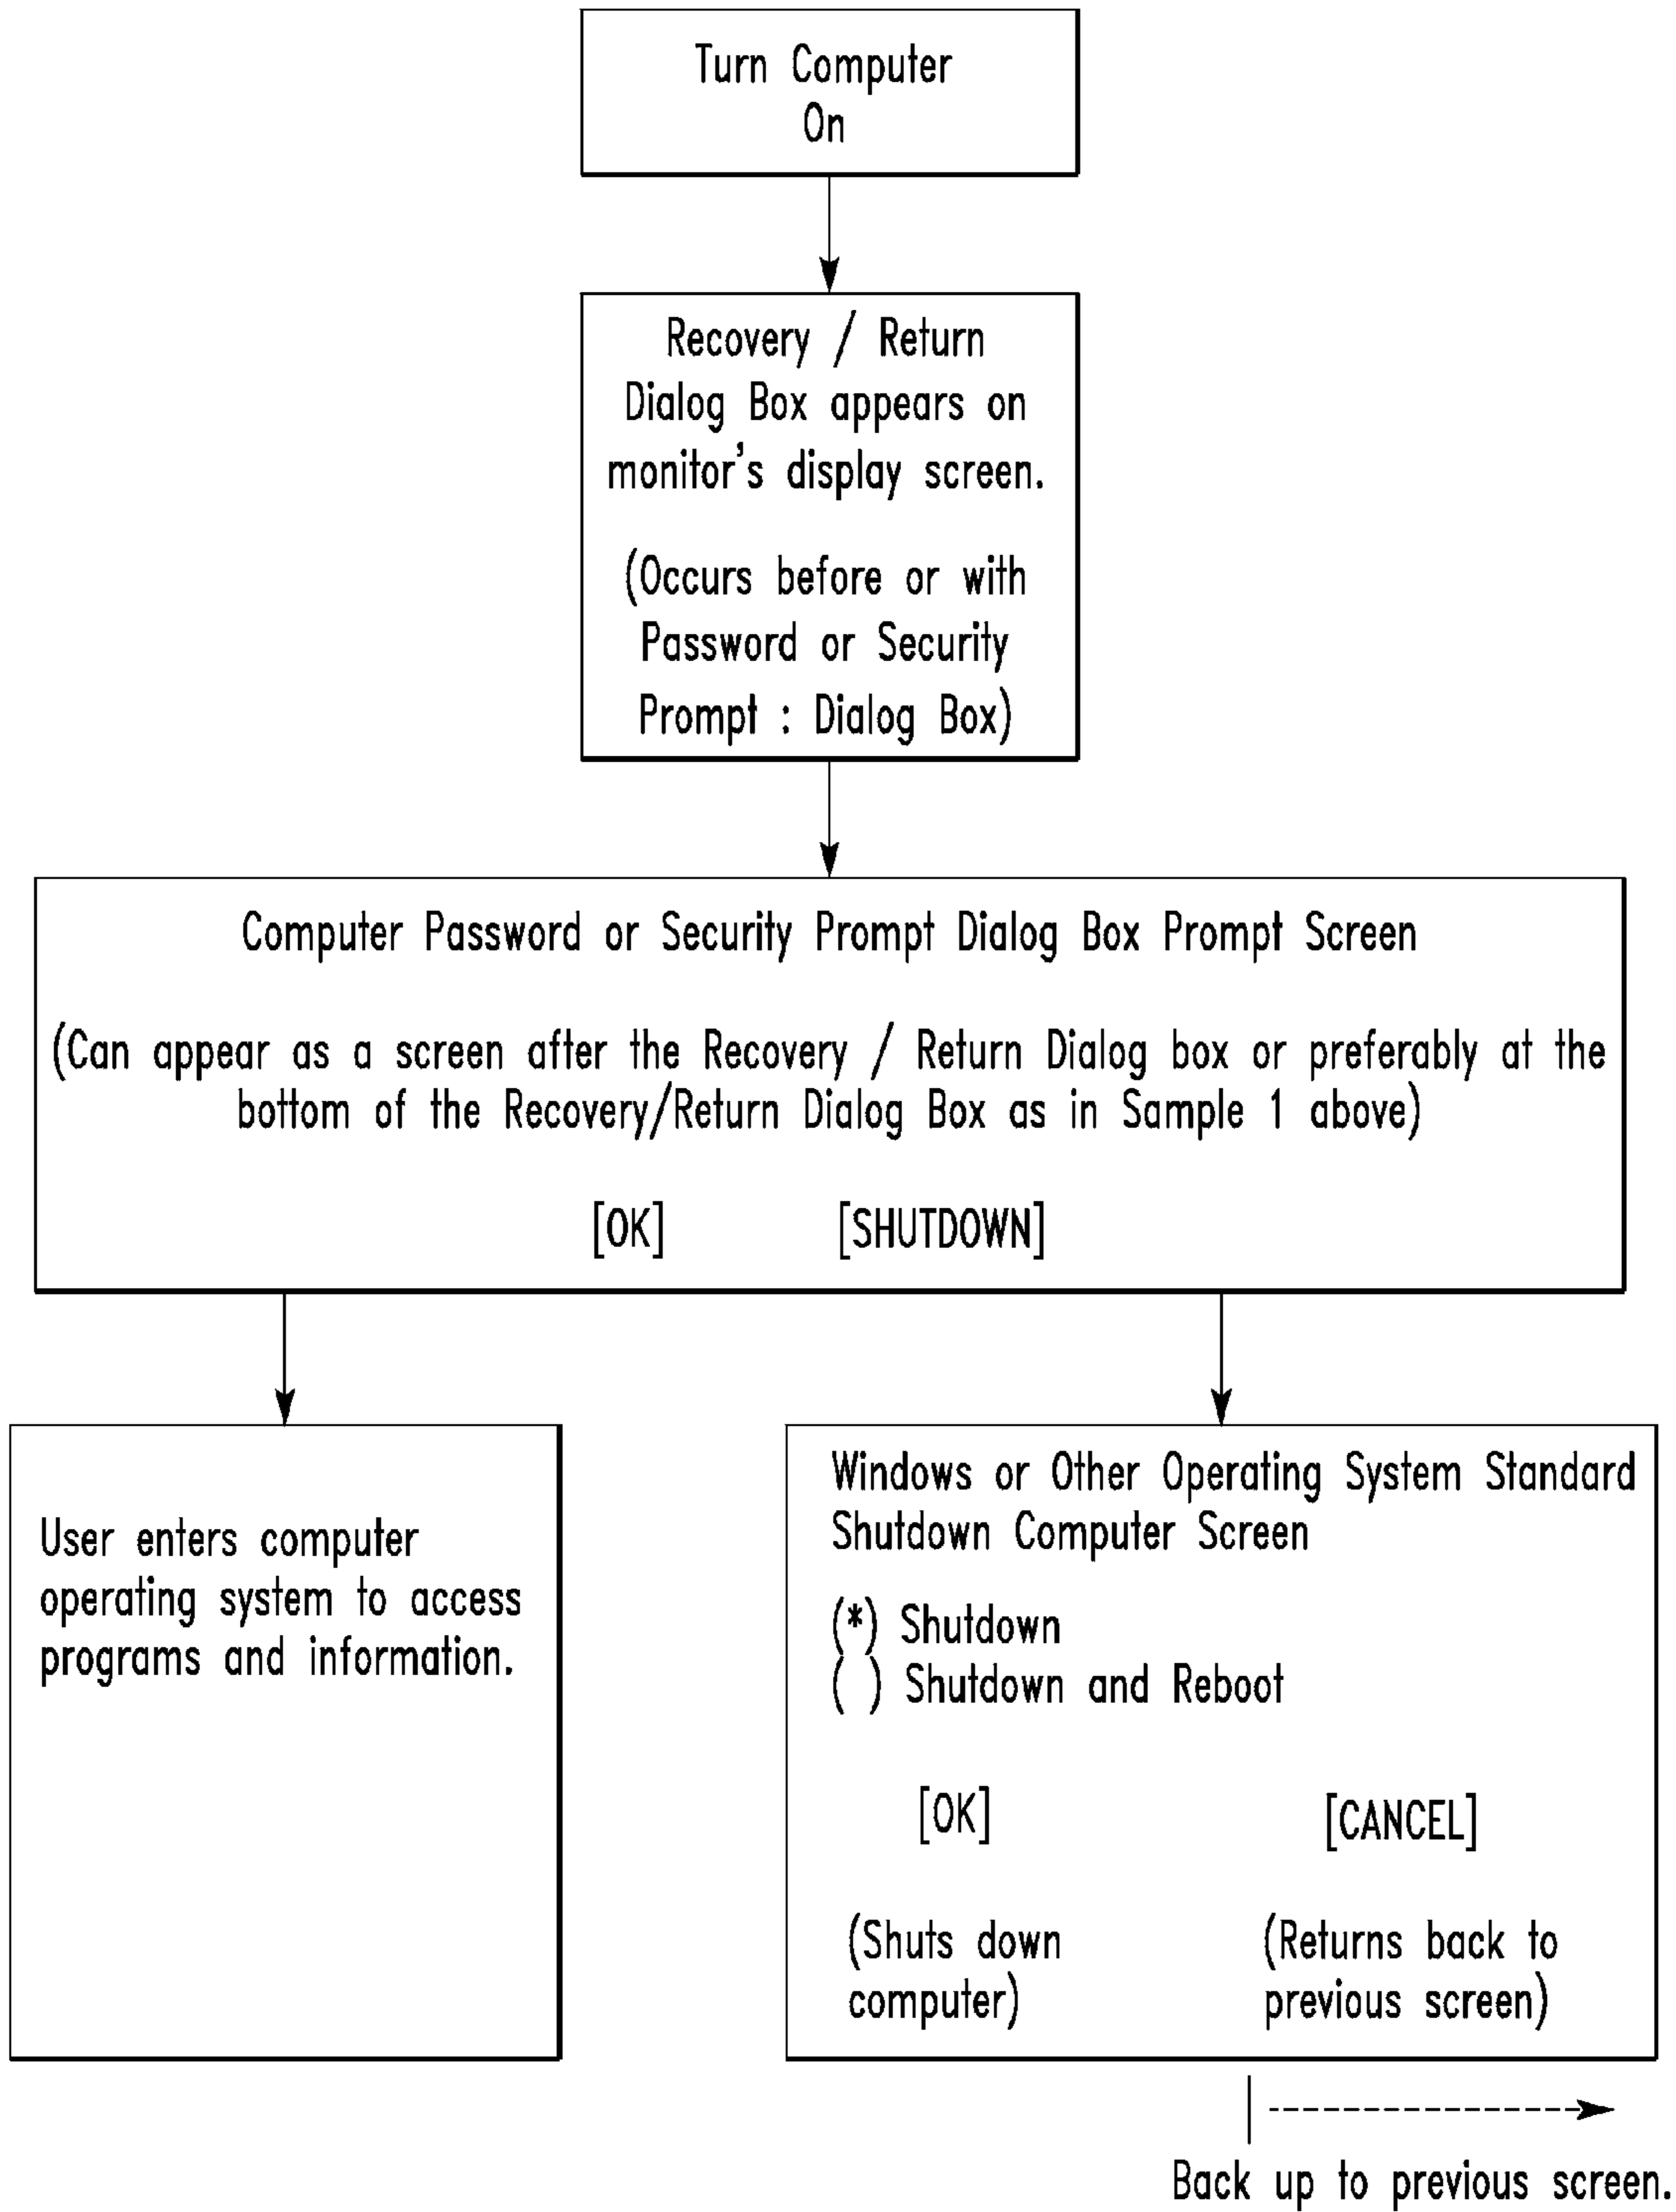 Turn Computer
On
Recovery / Return
Dialog Box appears on
monitor's display screen.
(Occurs before or with
Password or Security
Prompt : Dialog Box)
Computer Password or Security Prompt Dialog Box Prompt Screen
(Can appear as a screen after the Recovery / Return Dialog box or preferably at the
bottom of the Recovery/Return Dialog Box as in Sample 1 above)
[OK] [SHUTDOWN]
User enters computer
operating system to access
programs and information.
Windows or Other Operating System Standard
Shutdown Computer Screen
(*) Shutdown
( ) Shutdown and Reboot
[OK] [CANCEL]
(Shuts down
computer)
(Returns back to
previous screen)
Back up to previous screen.